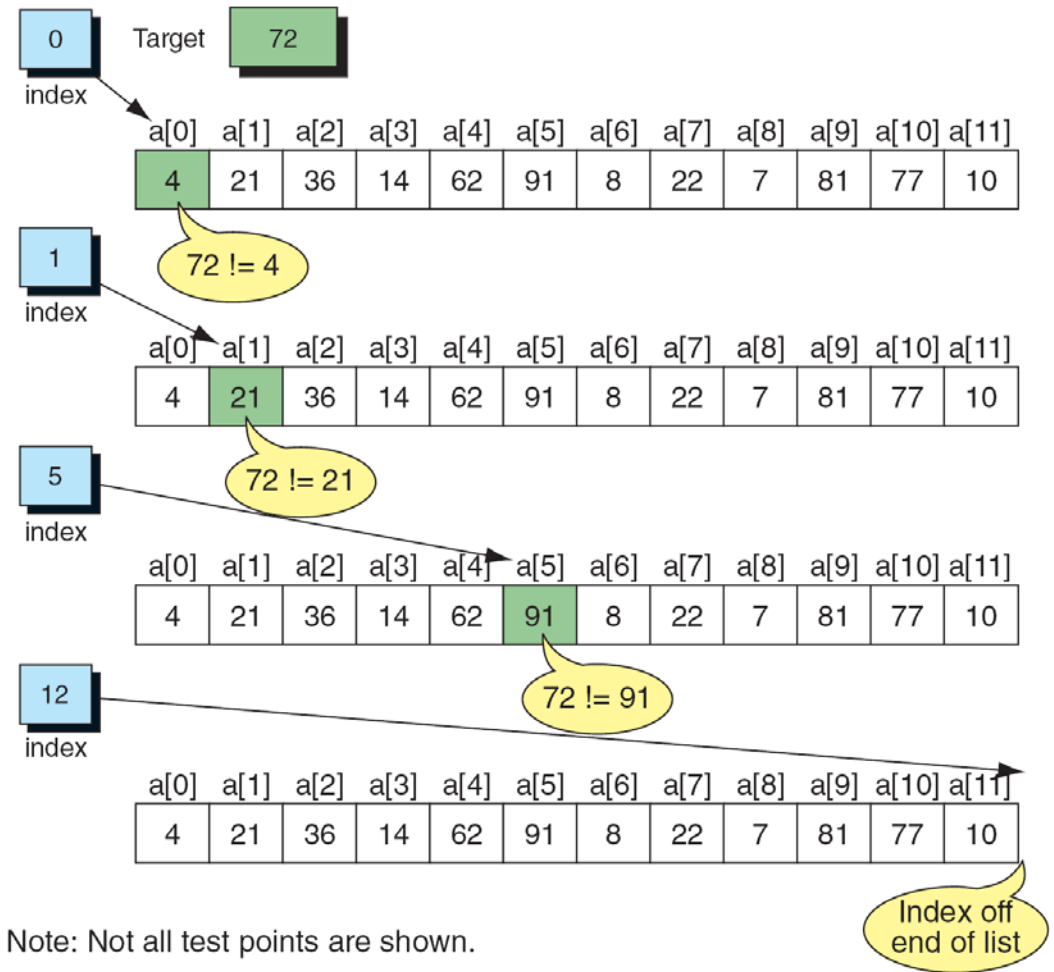 0 Target 72
index
a[0] a[1] a[2] a[3] a[4] a[5] a[6] a[7] a[8] a[9] a[10] a[11]
4 21 36 14 62 91 8 22 7 81 77 10
72 != 4
1
index
a[0] a[1] a[2] a[3] a[4] a[5] a[6] a[7] a[8] a[9] a[10] a[11]
4 21 36 14 62 91 8 22 7 81 77 10
72 != 21
5
index
a[0] a[1] a[2] a[3] a[4] a[5] a[6] a[7] a[8] a[9] a[10] a[11]
4 21 36 14 62 91 8 22 7 81 77 10
72 != 91
12
index
a[0] a[1] a[2] a[3] a[4] a[5] a[6] a[7] a[8] a[9] a[10] a[11]
4 21 36 14 62 91 8 22 7 81 77 10
Index off
end of list
Note: Not all test points are shown.